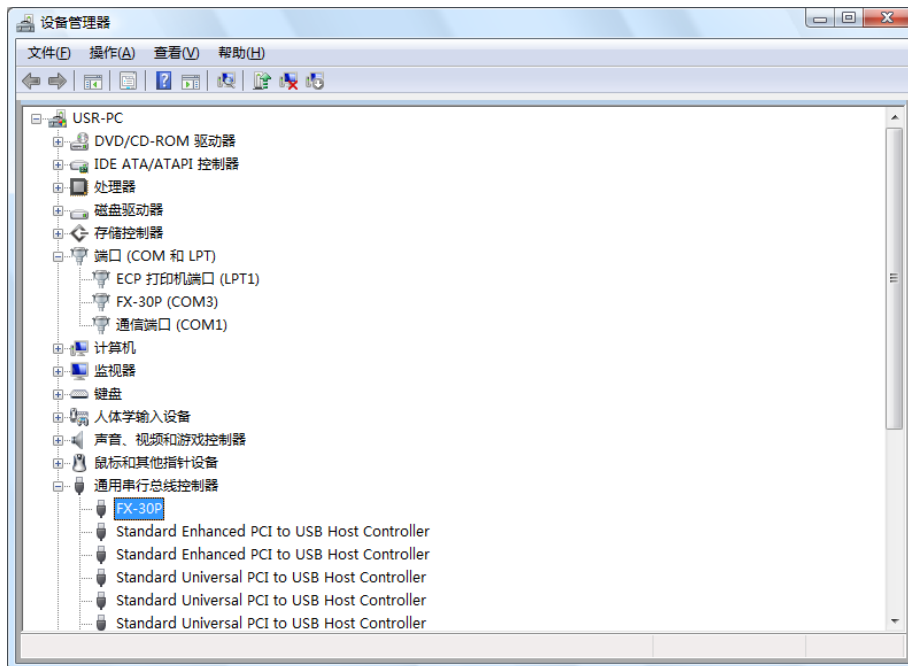 设备管理器
文件(F) 操作(A) 查看(V) 帮助(H)
USR-PC
DVD/CD-ROM 驱动器
IDE ATA/ATAPI 控制器
处理器
磁盘驱动器
存储控制器
端口 (COM 和 LPT)
ECP 打印机端口 (LPT1)
FX-30P (COM3)
通信端口 (COM1)
计算机
监视器
键盘
人体学输入设备
声音、视频和游戏控制器
鼠标和其他指针设备
通用串行总线控制器
FX-30P
Standard Enhanced PCI to USB Host Controller
Standard Enhanced PCI to USB Host Controller
Standard Universal PCI to USB Host Controller
Standard Universal PCI to USB Host Controller
Standard Universal PCI to USB Host Controller